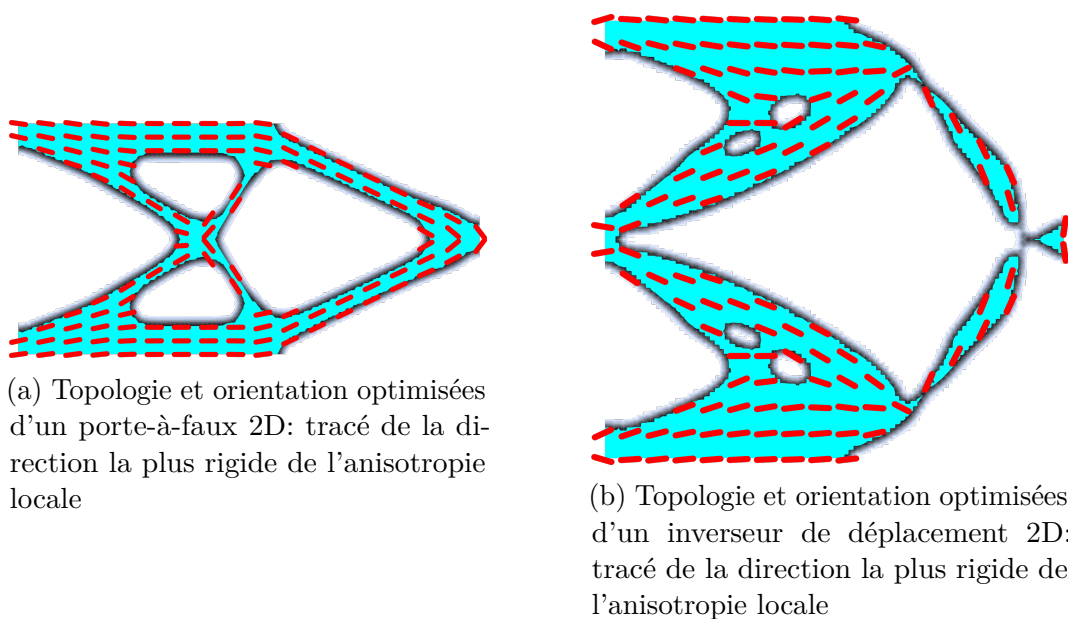 (a) Topologie et orientation optimisées
d'un porte-à-faux 2D: tracé de la di-
rection la plus rigide de l'anisotropie
locale
(b) Topologie et orientation optimisées
d'un inverseur de déplacement 2D:
tracé de la direction la plus rigide de
l'anisotropie locale